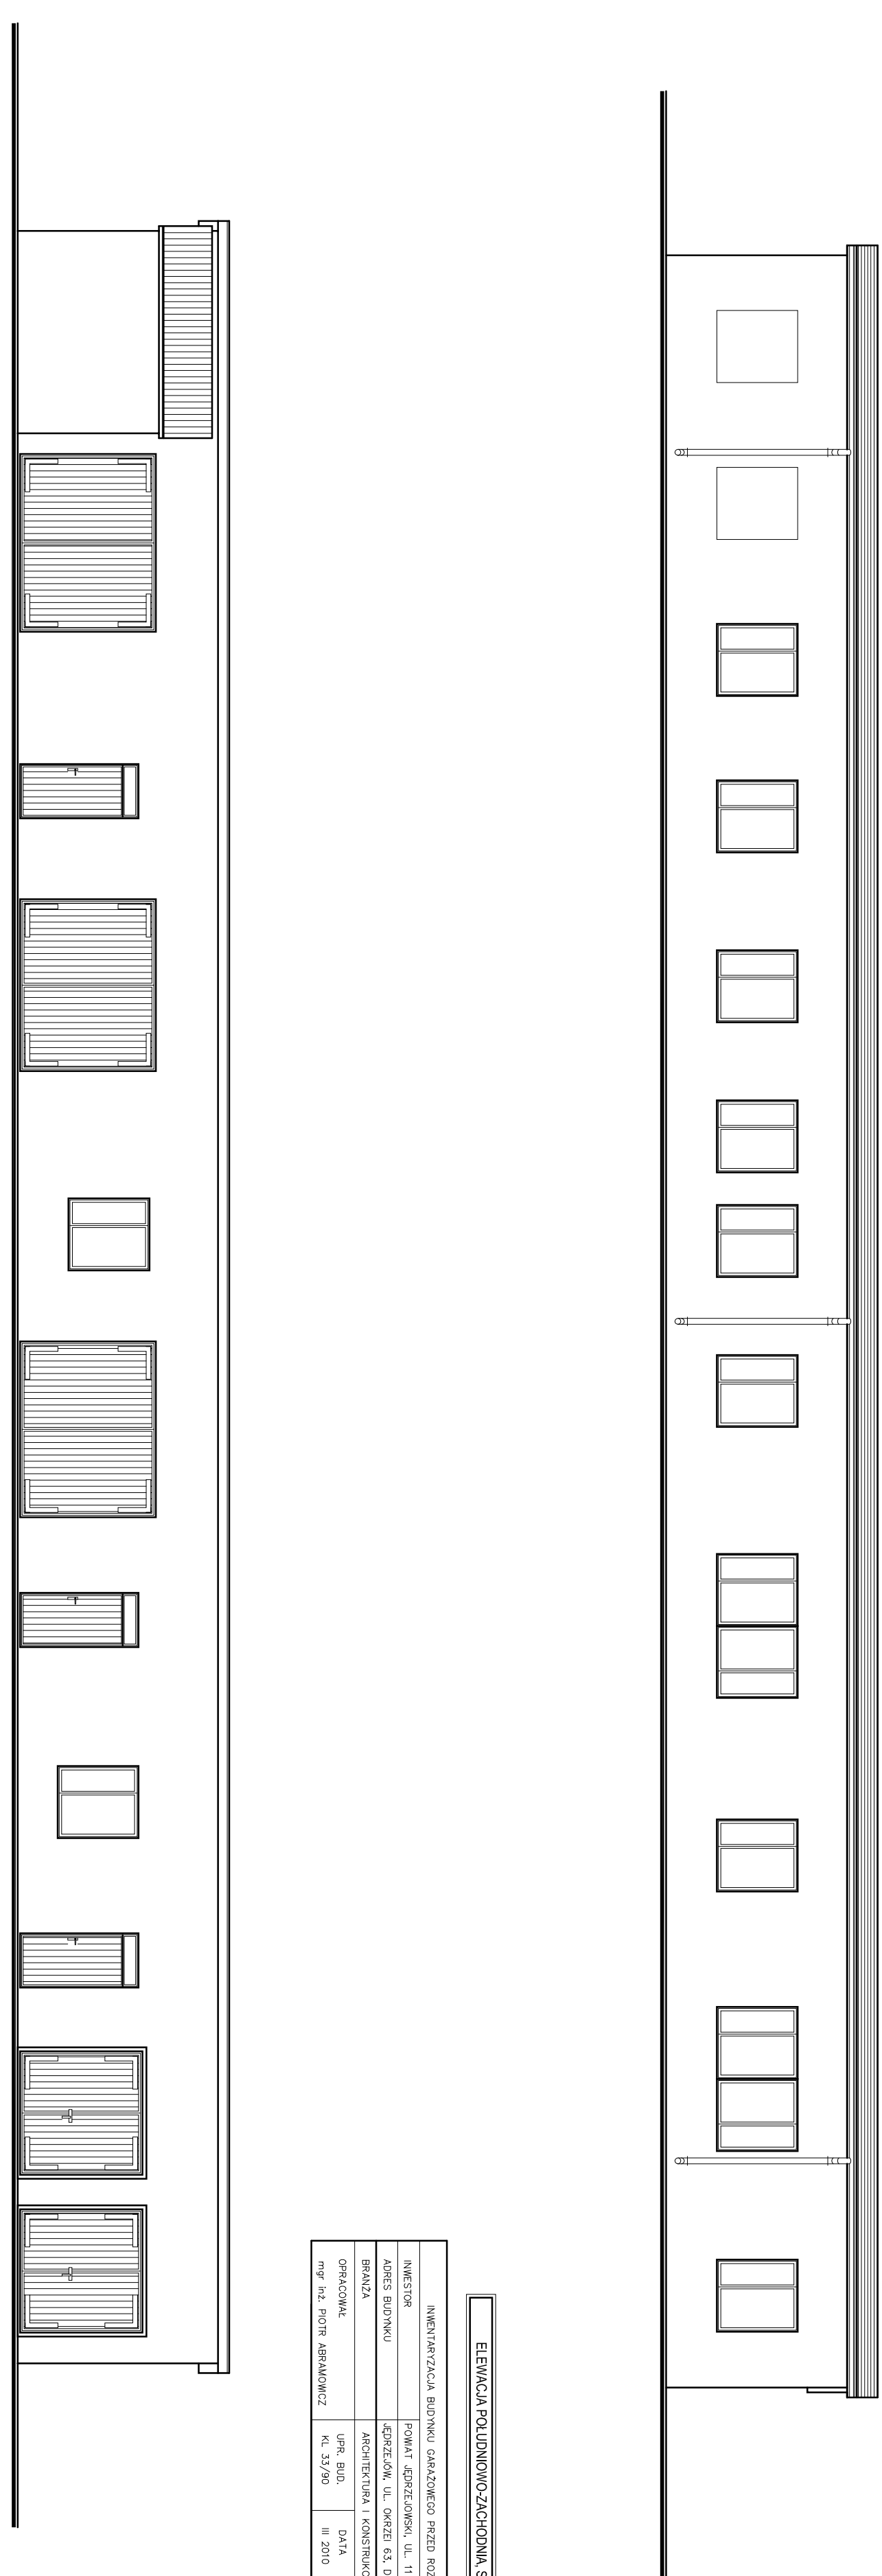 ELEWACJA POŁUDNIOWO-ZACHODNIA, S
INWENTARYZACJA BUDYNKU GARAŻOWEGO PRZED ROZ
INWESTOR POWIAT JĘDRZEJOWSKI, UL. 11
ADRES BUDYNKU JĘDRZEJÓW, UL. OKRZEI 63, D
BRANŻA ARCHITEKTURA I KONSTRUKC
OPRACOWAŁ UPR. BUD. DATA
mgr inż. PIOTR ABRAMOWICZ KL 33/90 III 2010